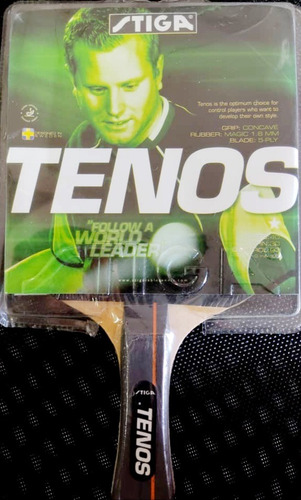 STIGA
Tenos is the optimum choice for
control players who want to
develop their own style.
GRIP: CONCAVE
RUBBER: MAGIC 1.8 MM
BLADE: 5-PLY
TENOS
"FOLLOW A
WORLD
LEADER"
TENOS